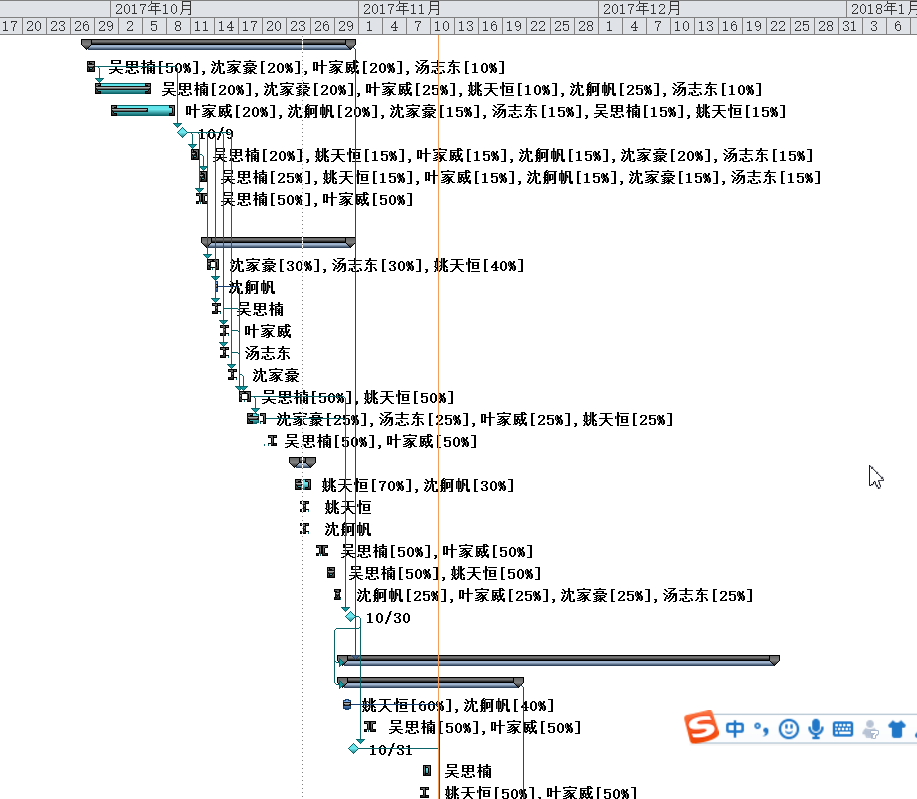 2017年10月 2017年11月 2017年12月 2018年1月
17 20 23 26 29 2 5 8 11 14 17 20 23 26 29 1 4 7 10 13 16 19 22 25 28 1 4 7 10 13 16 19 22 25 28 31 3 6
吴思楠[50%],沈家豪[20%],叶家威[20%],汤志东[10%]
吴思楠[20%],沈家豪[20%],叶家威[25%],姚天恒[10%],沈舸帆[25%],汤志东[10%]
叶家威[20%],沈舸帆[20%],沈家豪[15%],汤志东[15%],吴思楠[15%],姚天恒[15%]
10/9
吴思楠[20%],姚天恒[15%],叶家威[15%],沈舸帆[15%],沈家豪[20%],汤志东[15%]
吴思楠[25%],姚天恒[15%],叶家威[15%],沈舸帆[15%],沈家豪[15%],汤志东[15%]
吴思楠[50%],叶家威[50%]
沈家豪[30%],汤志东[30%],姚天恒[40%]
沈舸帆
吴思楠
叶家威
汤志东
沈家豪
吴思楠[50%],姚天恒[50%]
沈家豪[25%],汤志东[25%],叶家威[25%],姚天恒[25%]
吴思楠[50%],叶家威[50%]
姚天恒[70%],沈舸帆[30%]
姚天恒
沈舸帆
吴思楠[50%],叶家威[50%]
吴思楠[50%],姚天恒[50%]
沈舸帆[25%],叶家威[25%],沈家豪[25%],汤志东[25%]
10/30
姚天恒[60%],沈舸帆[40%]
吴思楠[50%],叶家威[50%]
中
10/31
吴思楠
姚天恒[50%],叶家威[50%]